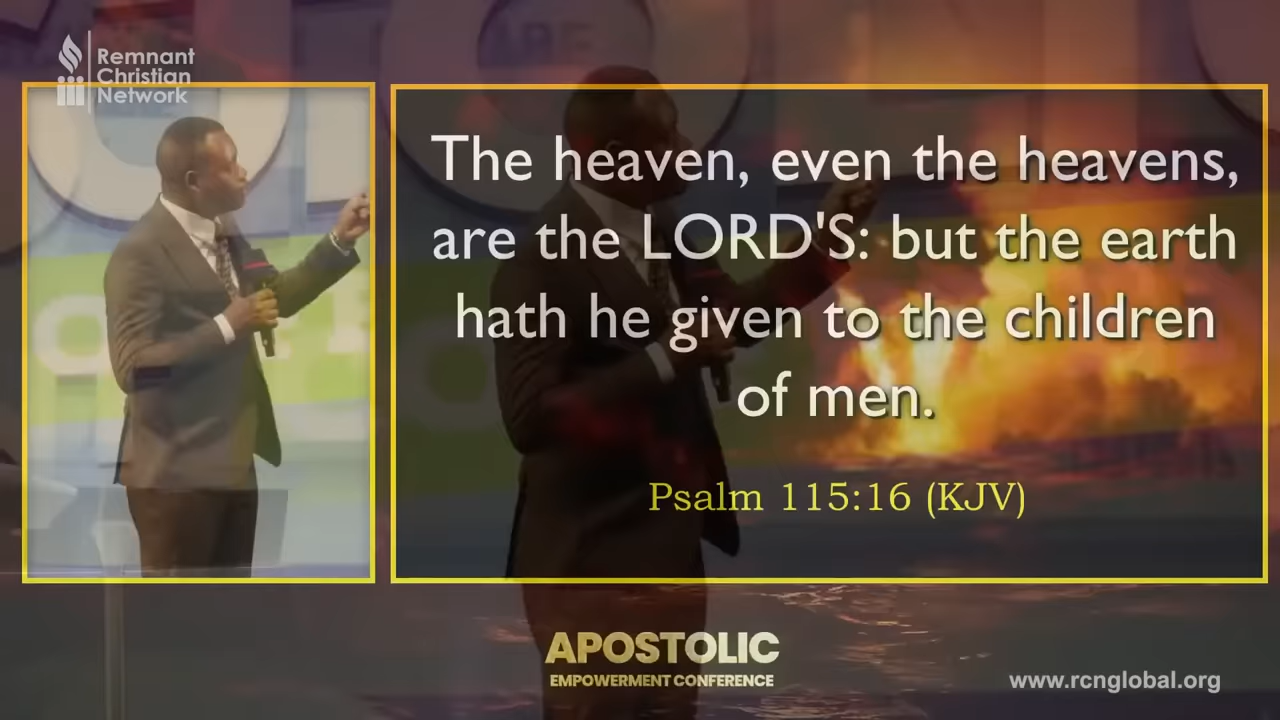 Remnant
Christian
Network
The heaven, even the heavens,
are the LORD'S: but the earth
hath he given to the children
of men.
Psalm 115:16 (KJV)
APOSTOLIC
EMPOWERMENT CONFERENCE
www.rcnglobal.org